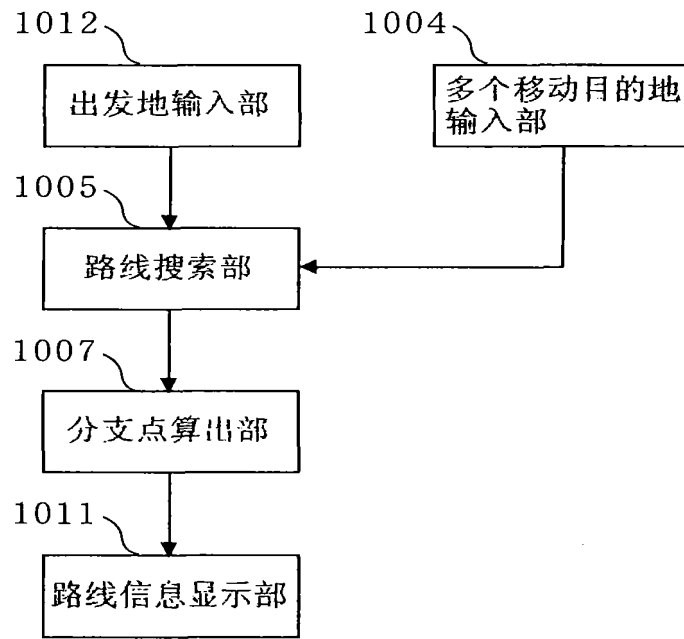 1012
出发地输入部
1004
多个移动目的地
输入部
1005
路线搜索部
1007
分支点算出部
1011
路线信息显示部